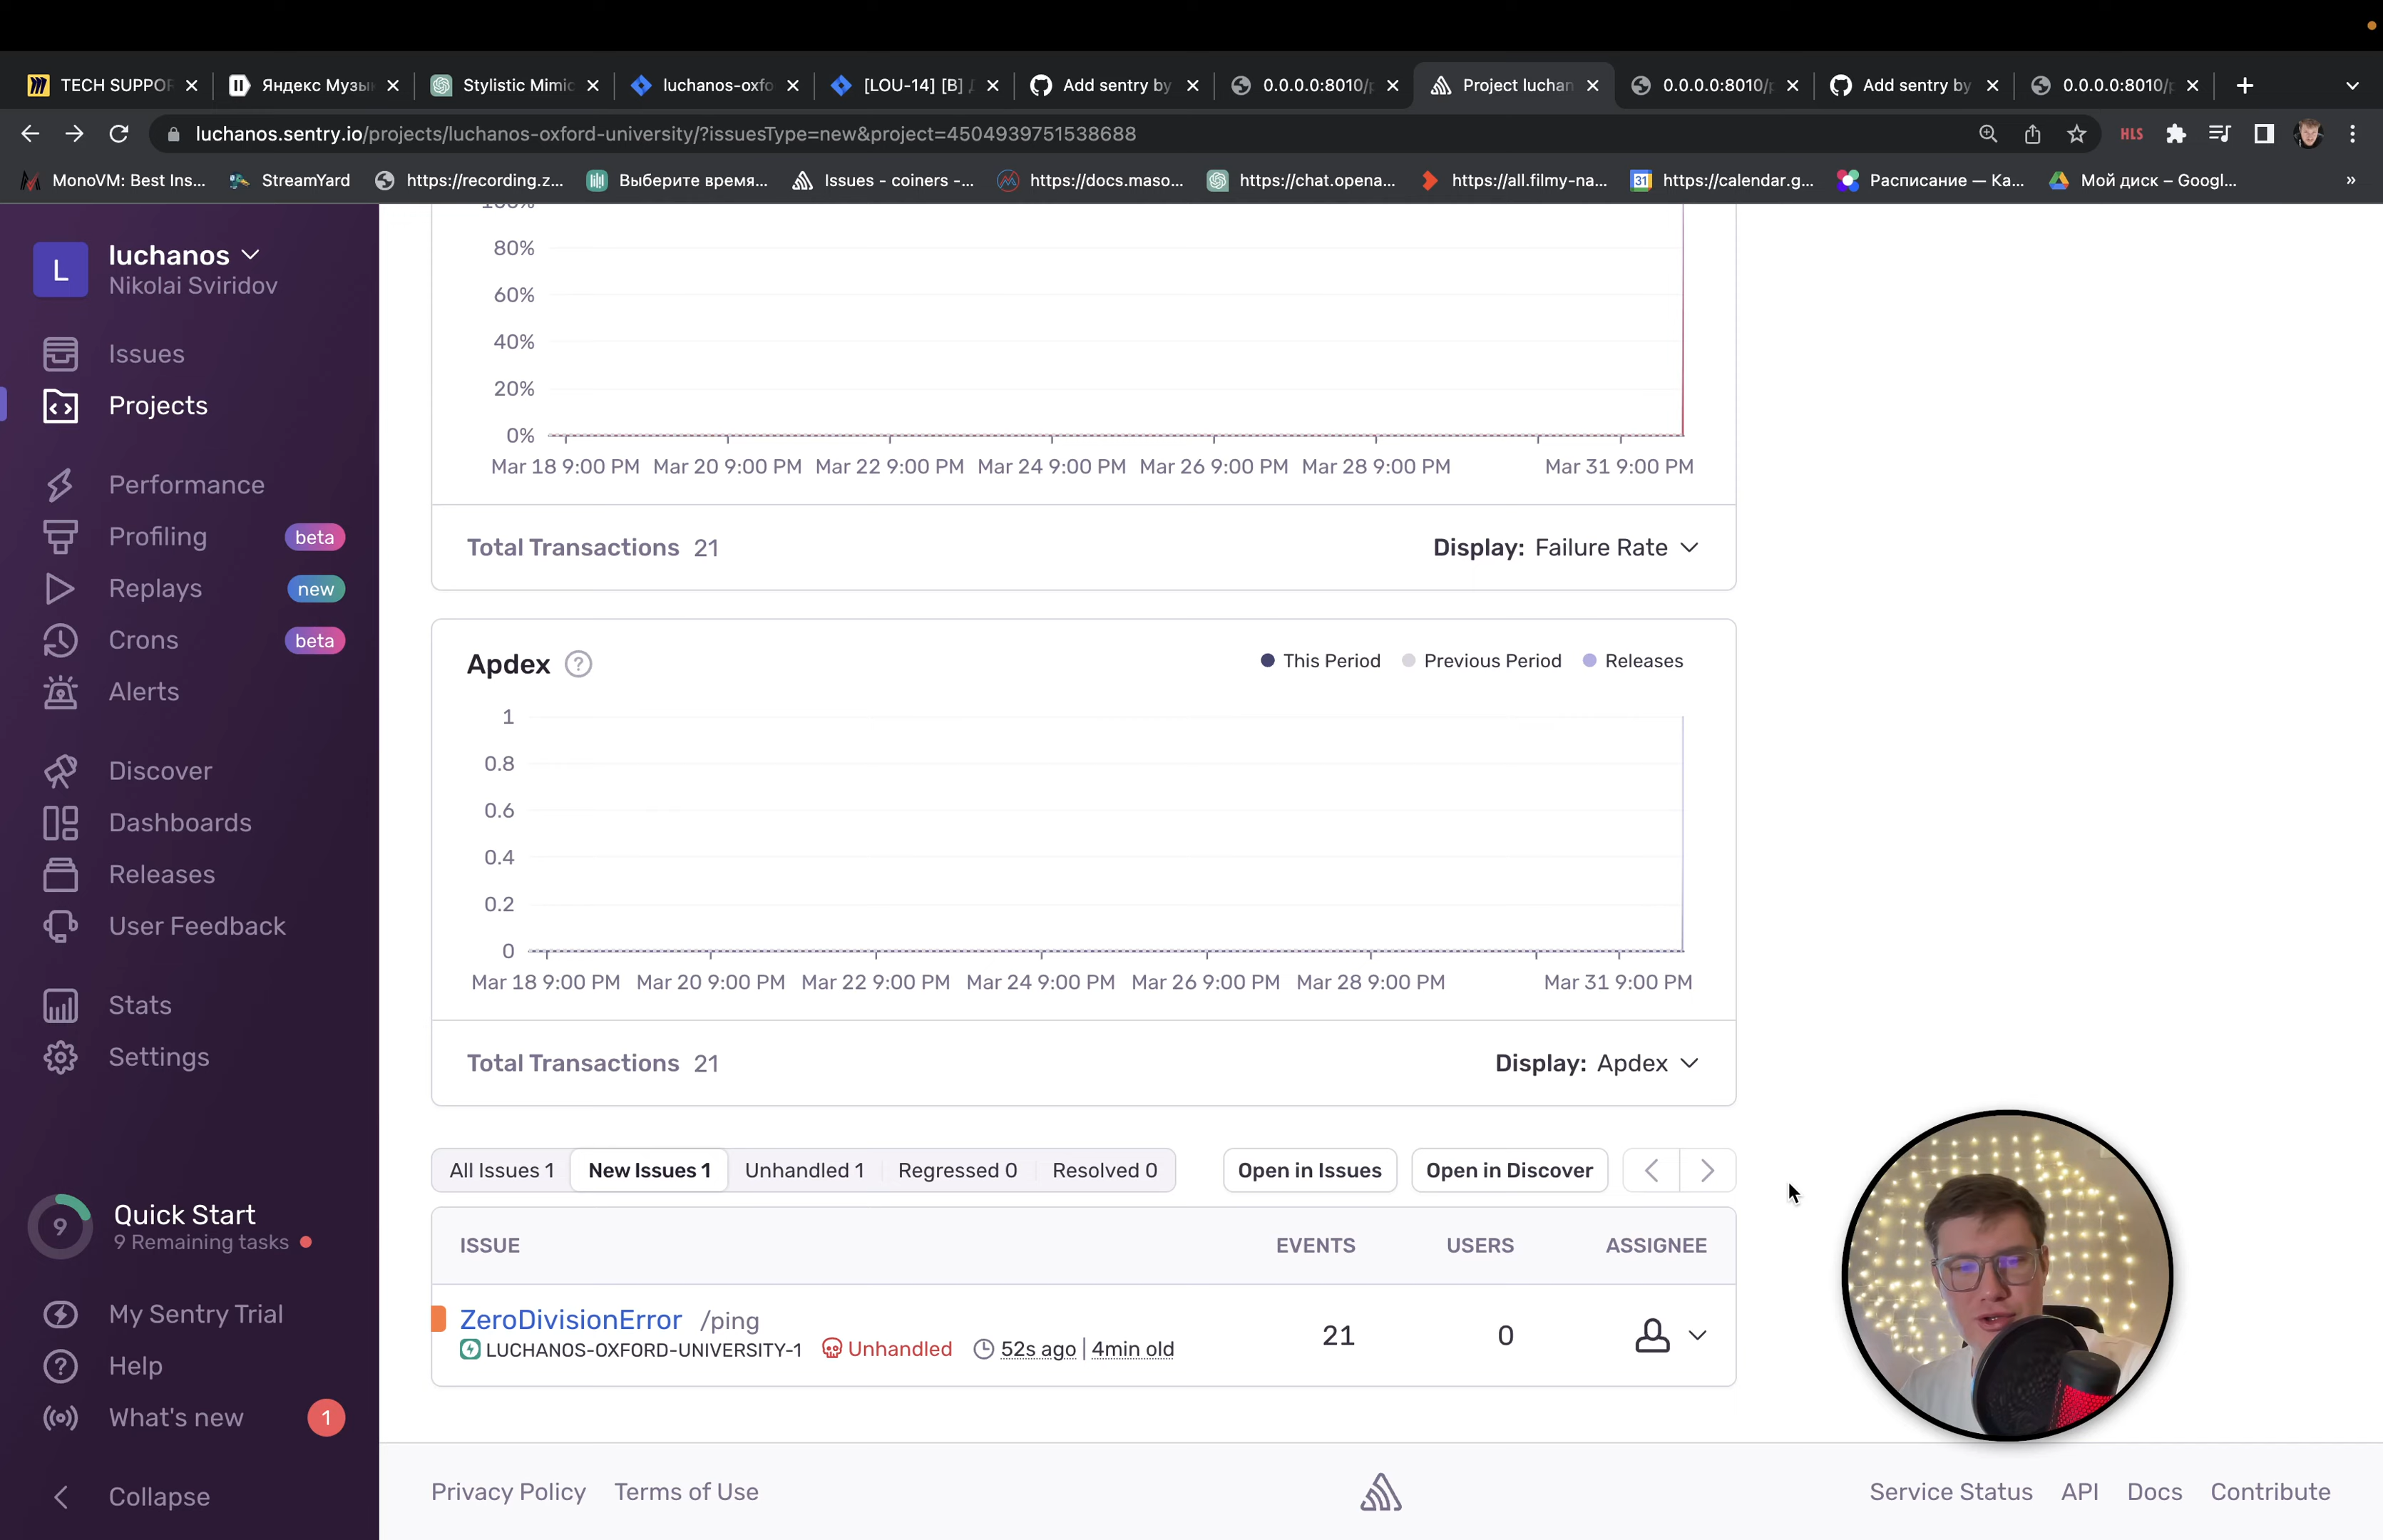 TECH SUPPOR
Яндекс Музы
Stylistic Mimic
luchanos-oxfo
[LOU-14] [B] Д
Add sentry by
0.0.0.0:8010/p
Project luchan
0.0.0.0:8010/p
Add sentry by
0.0.0.0:8010/p
luchanos.sentry.io/projects/luchanos-oxford-university/?issuesType=new&project=4504939751538688
HLS
MonoVM: Best Ins...
StreamYard
https://recording.z...
Выберите время...
Issues - coiners -...
https://docs.maso...
https://chat.opena...
https://all.filmy-na...
31
https://calendar.g...
Расписание — Ка...
Мой диск – Googl...
»
L
luchanos
Nikolai Sviridov
Issues
Projects
Performance
Profiling beta
Replays new
Crons beta
Alerts
Discover
Dashboards
Releases
User Feedback
Stats
Settings
9
Quick Start
9 Remaining tasks
My Sentry Trial
Help
What's new 1
Collapse
100%
80%
60%
40%
20%
0%
Mar 18 9:00 PM Mar 20 9:00 PM Mar 22 9:00 PM Mar 24 9:00 PM Mar 26 9:00 PM Mar 28 9:00 PM Mar 31 9:00 PM
Total Transactions 21
Display: Failure Rate
Apdex ?
This Period Previous Period Releases
1
0.8
0.6
0.4
0.2
0
Mar 18 9:00 PM Mar 20 9:00 PM Mar 22 9:00 PM Mar 24 9:00 PM Mar 26 9:00 PM Mar 28 9:00 PM Mar 31 9:00 PM
Total Transactions 21
Display: Apdex
All Issues 1 New Issues 1 Unhandled 1 Regressed 0 Resolved 0
Open in Issues Open in Discover
ISSUE EVENTS USERS ASSIGNEE
ZeroDivisionError /ping
LUCHANOS-OXFORD-UNIVERSITY-1 Unhandled 52s ago | 4min old
21 0
Privacy Policy Terms of Use
Service Status API Docs Contribute